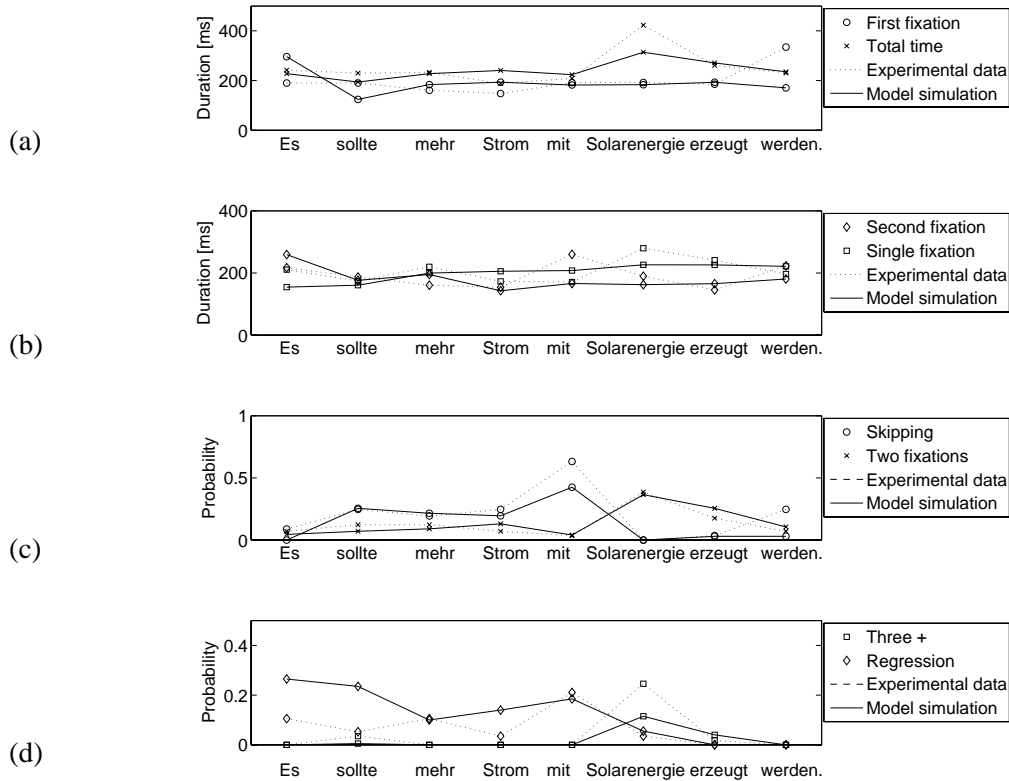 (a)
Duration [ms]
400
200
0
Es sollte mehr Strom mit Solarenergie erzeugt werden.
First fixation
Total time
Experimental data
Model simulation
(b)
Duration [ms]
400
200
0
Es sollte mehr Strom mit Solarenergie erzeugt werden.
Second fixation
Single fixation
Experimental data
Model simulation
(c)
Probability
1
0.5
0
Es sollte mehr Strom mit Solarenergie erzeugt werden.
Skipping
Two fixations
Experimental data
Model simulation
(d)
Probability
0.4
0.2
0
Es sollte mehr Strom mit Solarenergie erzeugt werden.
Three +
Regression
Experimental data
Model simulation